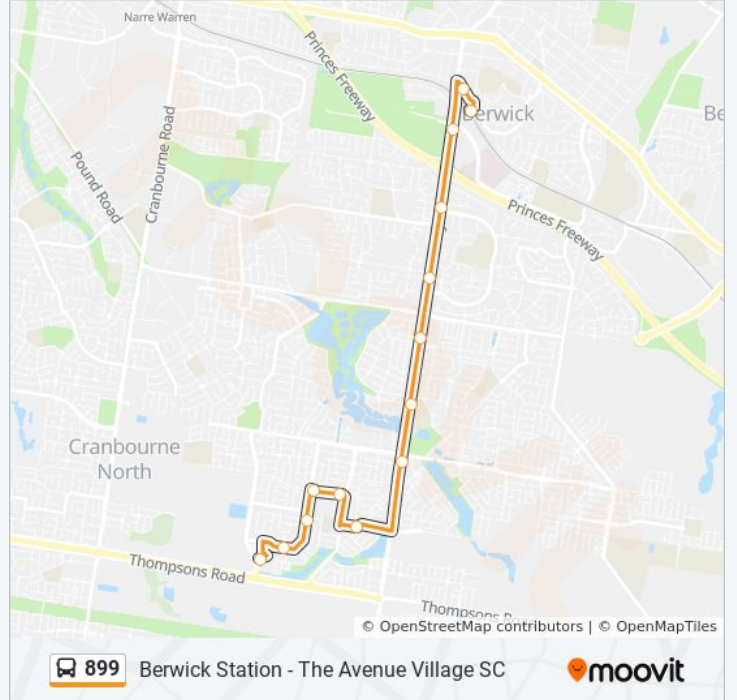 Narre Warren
Princes Freeway
Berwick
Be
Cranbourne Road
Pound Road
Princes Freeway
Cranbourne
North
Thompsons Road
Thompsons R
© OpenStreetMap contributors | © OpenMapTiles
899 Berwick Station - The Avenue Village SC
moovit